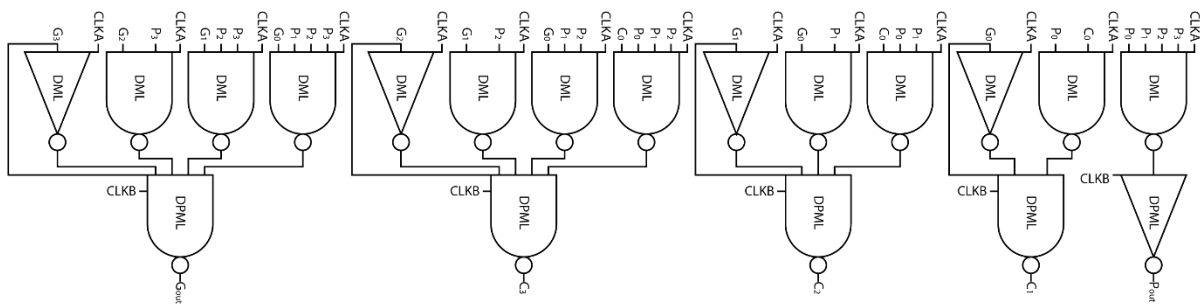 G3 CLKA G2 P3 CLKA G1 P2 P3 CLKA G0 P1 P2 P3 CLKA G2 CLKA G1 P2 CLKA G0 P1 P2 CLKA C0 P0 P1 P2 CLKA G1 CLKA G0 P1 CLKA C0 P0 P1 CLKA G0 CLKA P0 C0 CLKA P0 P1 P2 P3 CLKA
DML DML DML DML DML DML DML DML DML DML DML DML DML DML
CLKB DPML CLKB DPML CLKB DPML CLKB DPML CLKB DPML
Gout C3 C2 C1 Pout